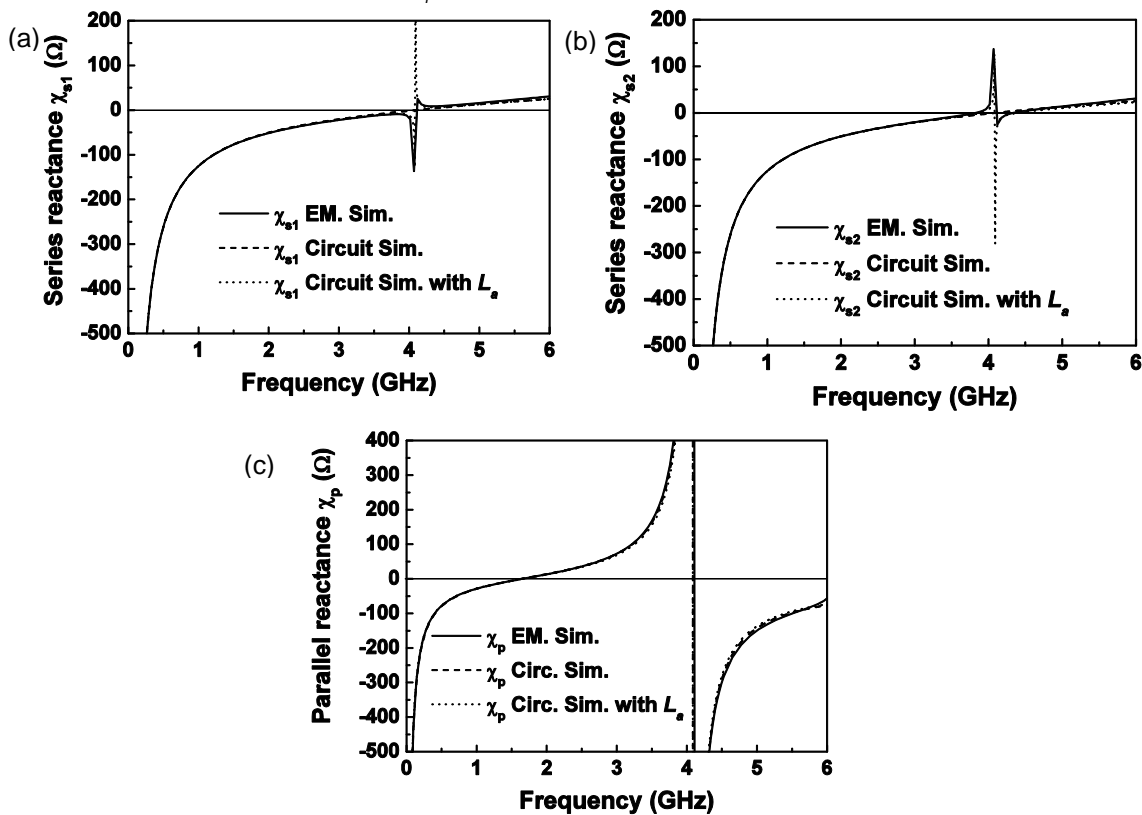 (a)
Series reactance χs1 (Ω)
200
100
0
-100
-200
-300
-400
-500
χs1 EM. Sim.
χs1 Circuit Sim.
χs1 Circuit Sim. with La
0 1 2 3 4 5 6
Frequency (GHz)
(b)
Series reactance χs2 (Ω)
200
100
0
-100
-200
-300
-400
-500
χs2 EM. Sim.
χs2 Circuit Sim.
χs2 Circuit Sim. with La
0 1 2 3 4 5 6
Frequency (GHz)
(c)
Parallel reactance χp (Ω)
400
300
200
100
0
-100
-200
-300
-400
-500
χp EM. Sim.
χp Circ. Sim.
χp Circ. Sim. with La
0 1 2 3 4 5 6
Frequency (GHz)